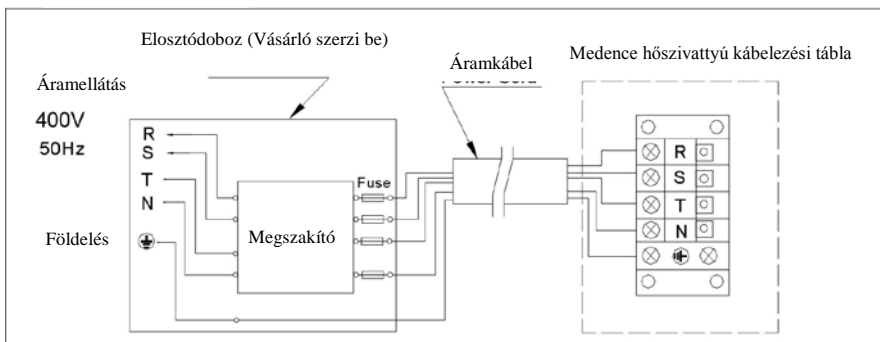 Elosztódoboz (Vásárló szerzi be)
Áramkábel
Medence hőszivattyú kábelezési tábla
Áramellátás
400V
50Hz
R
S
T
N
Fuse
Megszakító
Földelés
R
S
T
N